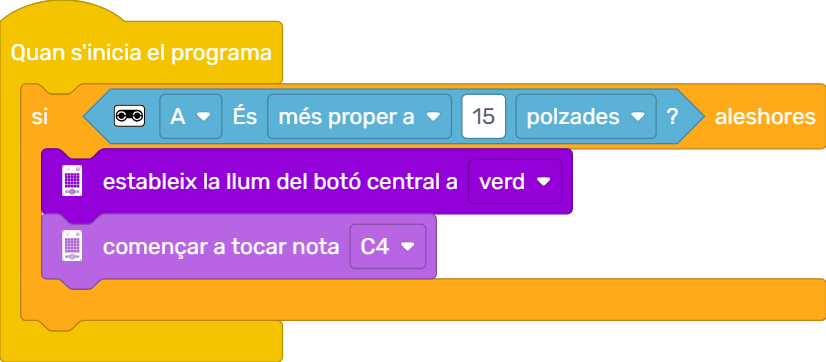 Quan s'inicia el programa
si A És més proper a 15 polzades ? aleshores
estableix la llum del botó central a verd
començar a tocar nota C4